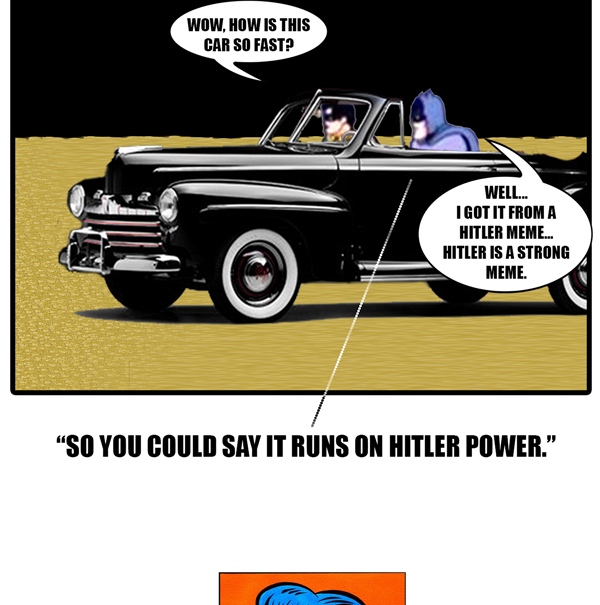 WOW, HOW IS THIS
CAR SO FAST?
WELL...
I GOT IT FROM A
HITLER MEME...
HITLER IS A STRONG
MEME.
“SO YOU COULD SAY IT RUNS ON HITLER POWER.”